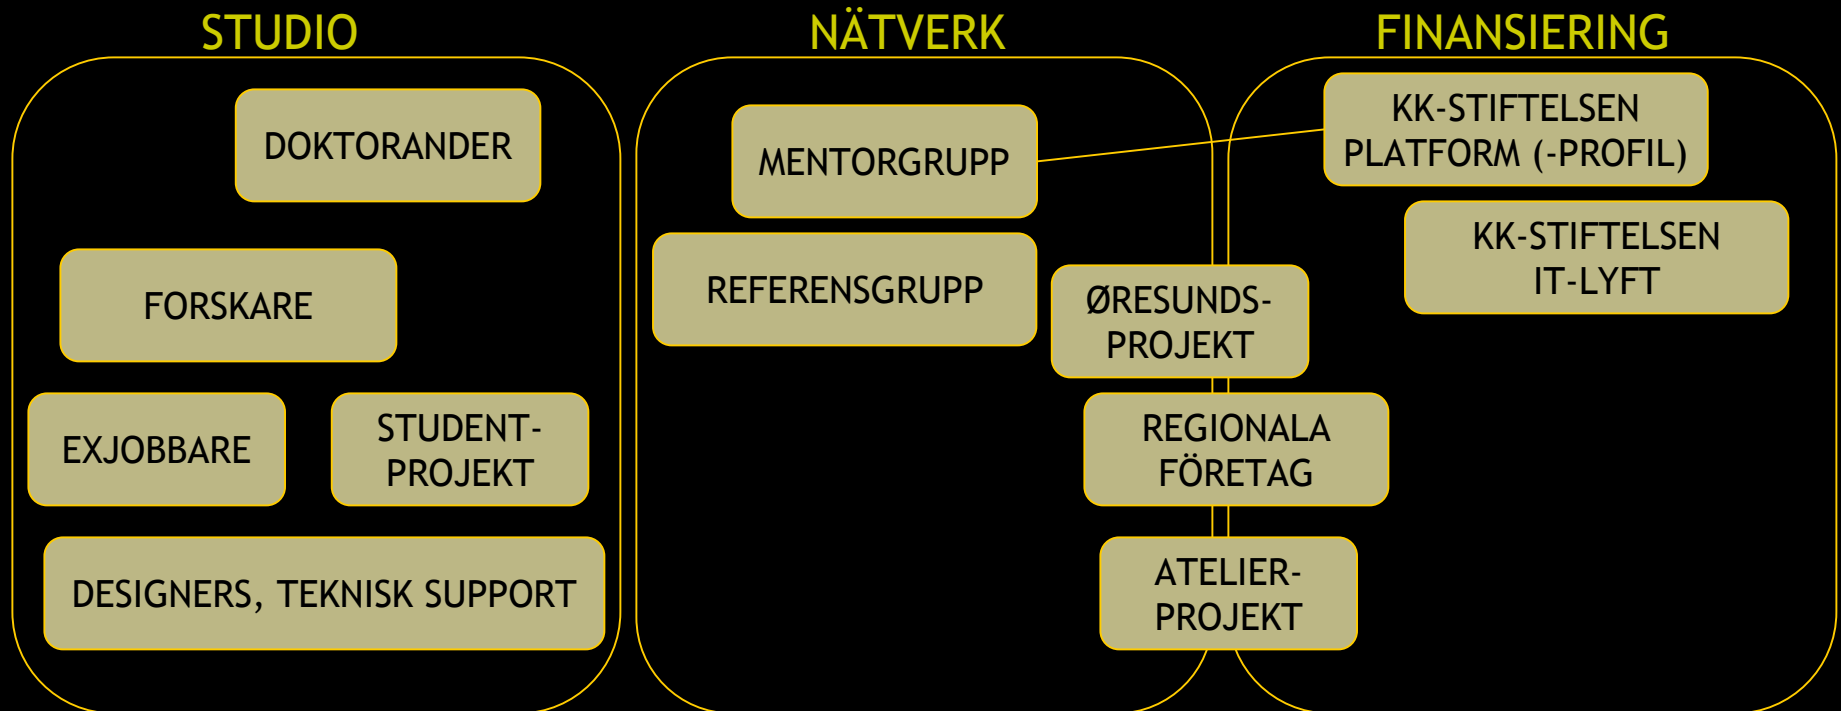 STUDIO
DOKTORANDER
FORSKARE
EXJOBBARE
STUDENT-
PROJEKT
DESIGNERS, TEKNISK SUPPORT
NÄTVERK
MENTORGRUPP
REFERENSGRUPP
ØRESUNDS-
PROJEKT
REGIONALA
FÖRETAG
ATELIER-
PROJEKT
FINANSIERING
KK-STIFTELSEN
PLATFORM (-PROFIL)
KK-STIFTELSEN
IT-LYFT